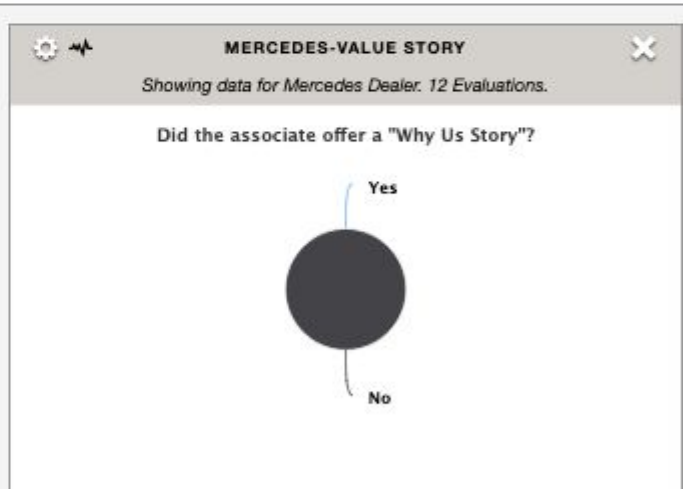 MERCEDES-VALUE STORY
Showing data for Mercedes Dealer. 12 Evaluations.
Did the associate offer a "Why Us Story"?
Yes
No